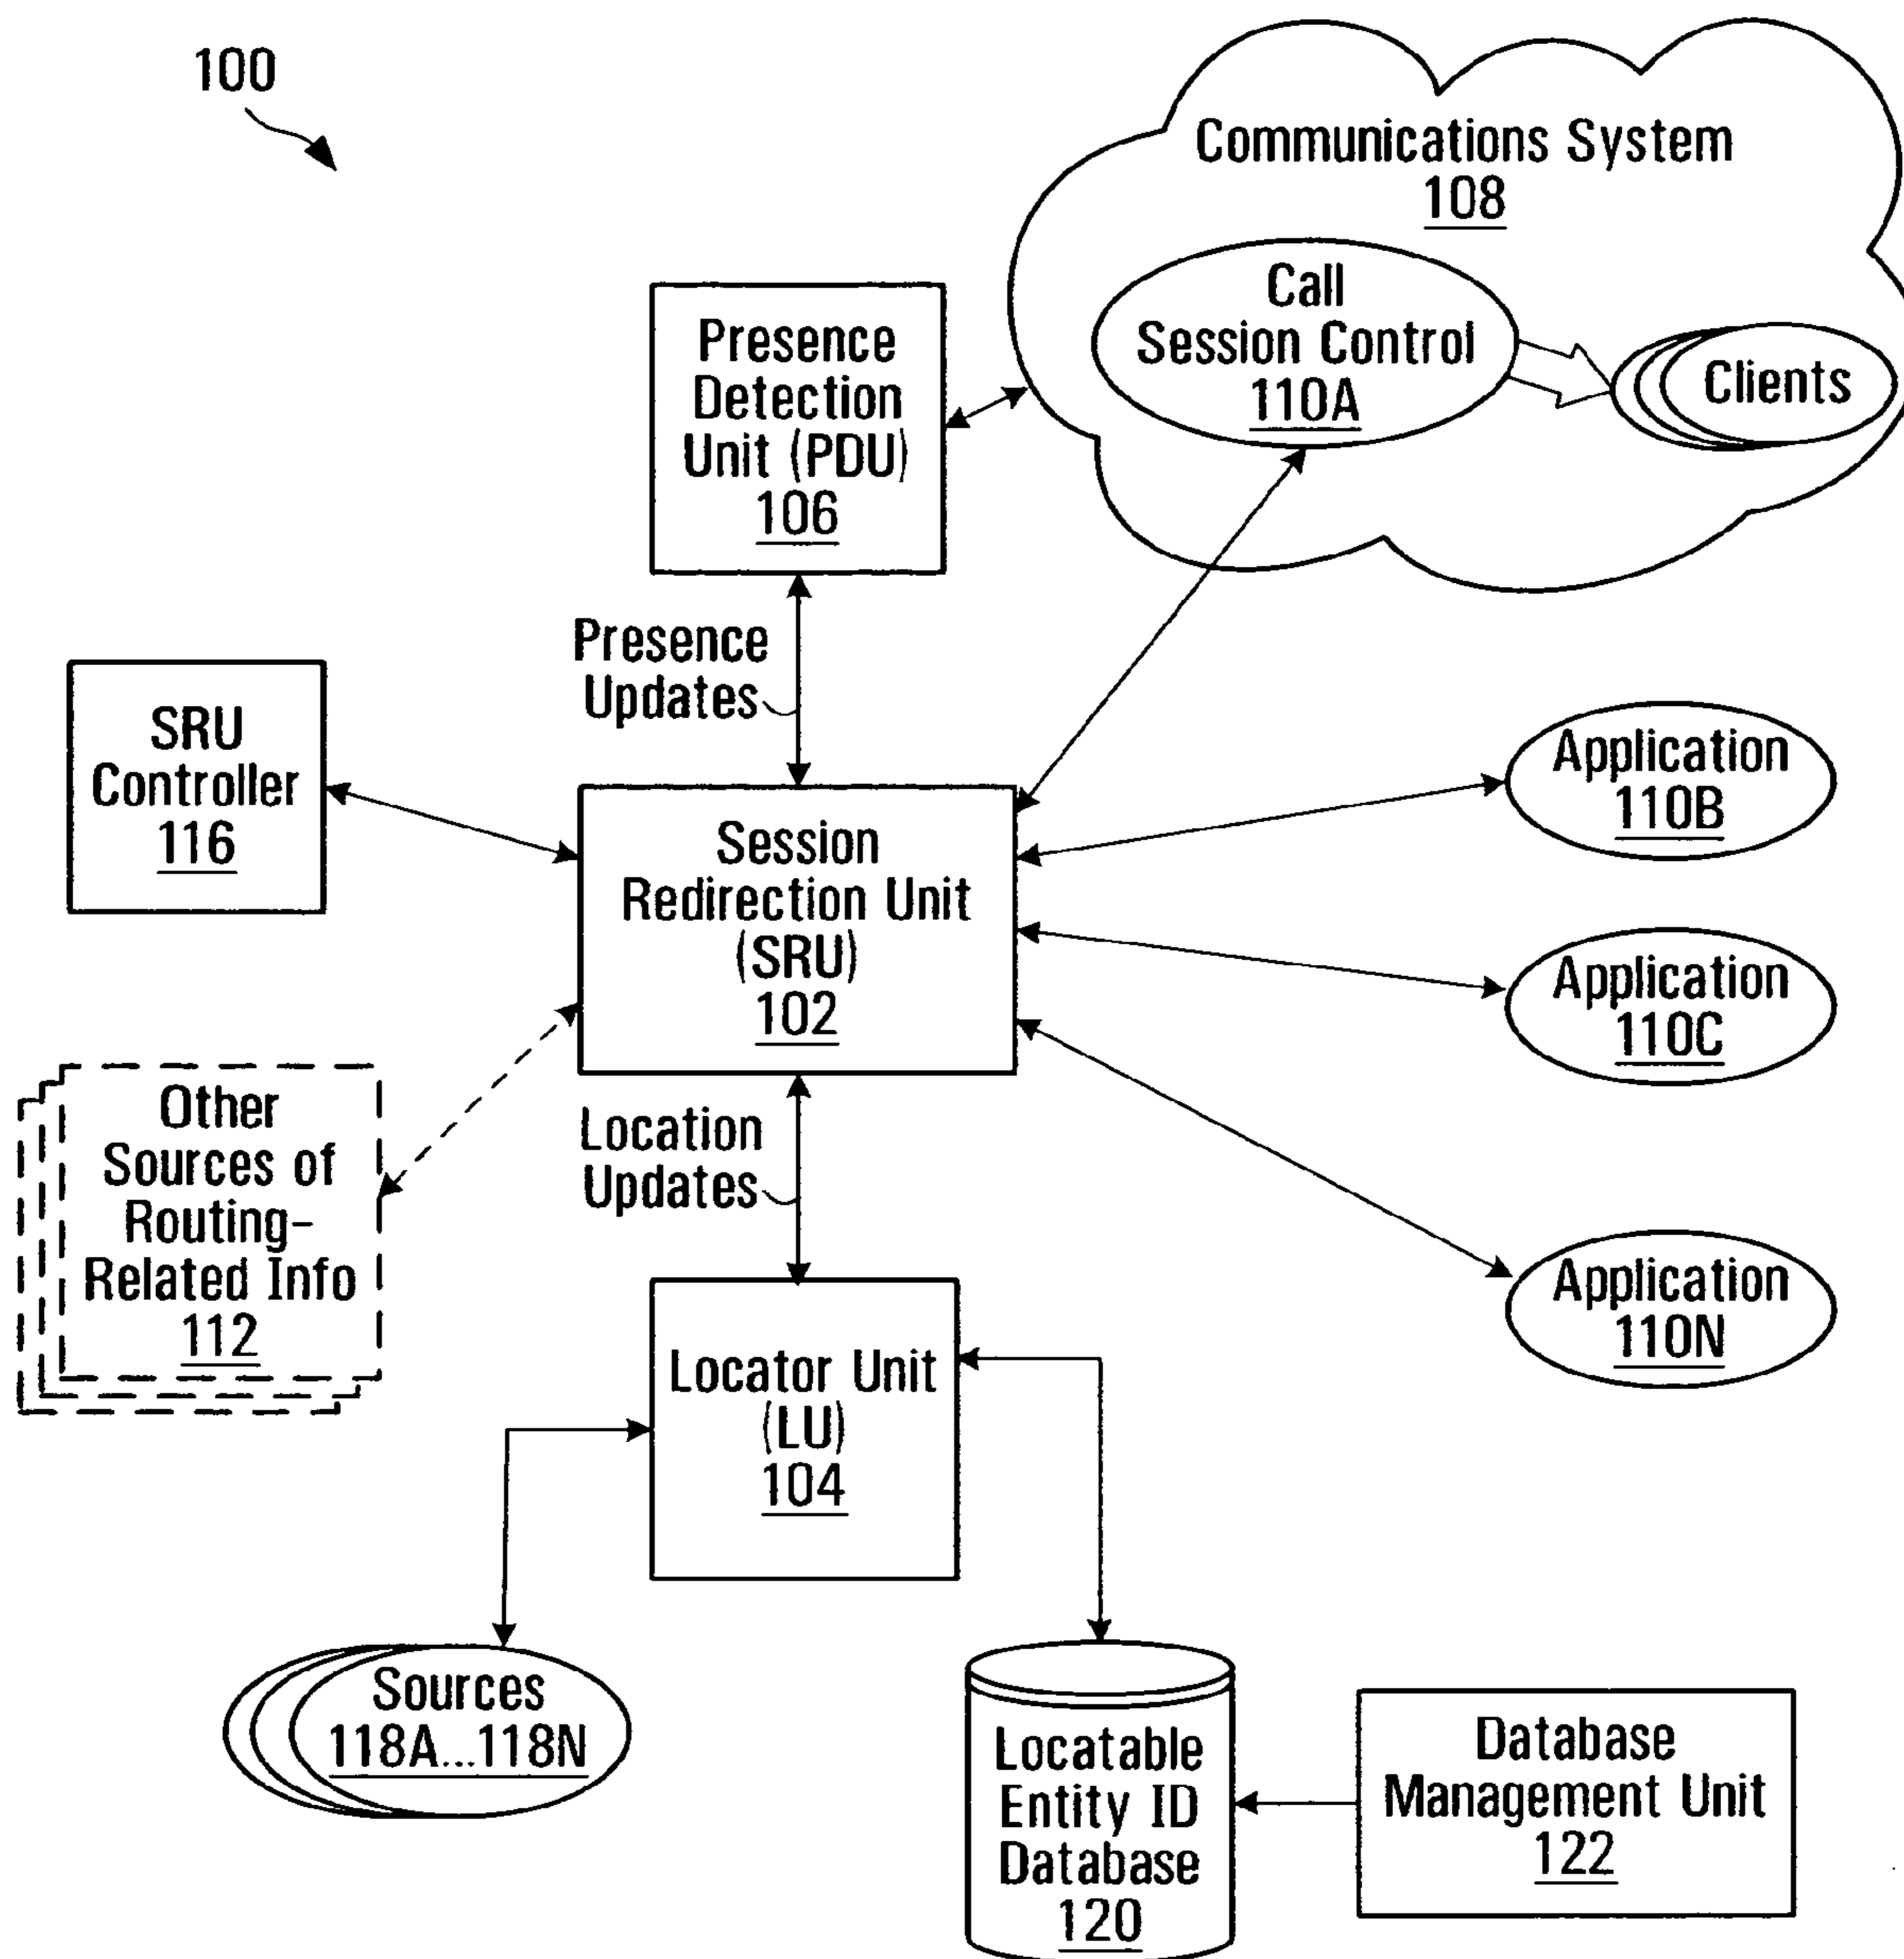 100
Communications System
108
Call
Session Control
110A
Clients
Presence
Detection
Unit (PDU)
106
Presence
Updates
SRU
Controller
116
Session
Redirection Unit
(SRU)
102
Application
110B
Application
110C
Application
110N
Other
Sources of
Routing-
Related Info
112
Location
Updates
Locator Unit
(LU)
104
Sources
118A...118N
Locatable
Entity ID
Database
120
Database
Management Unit
122